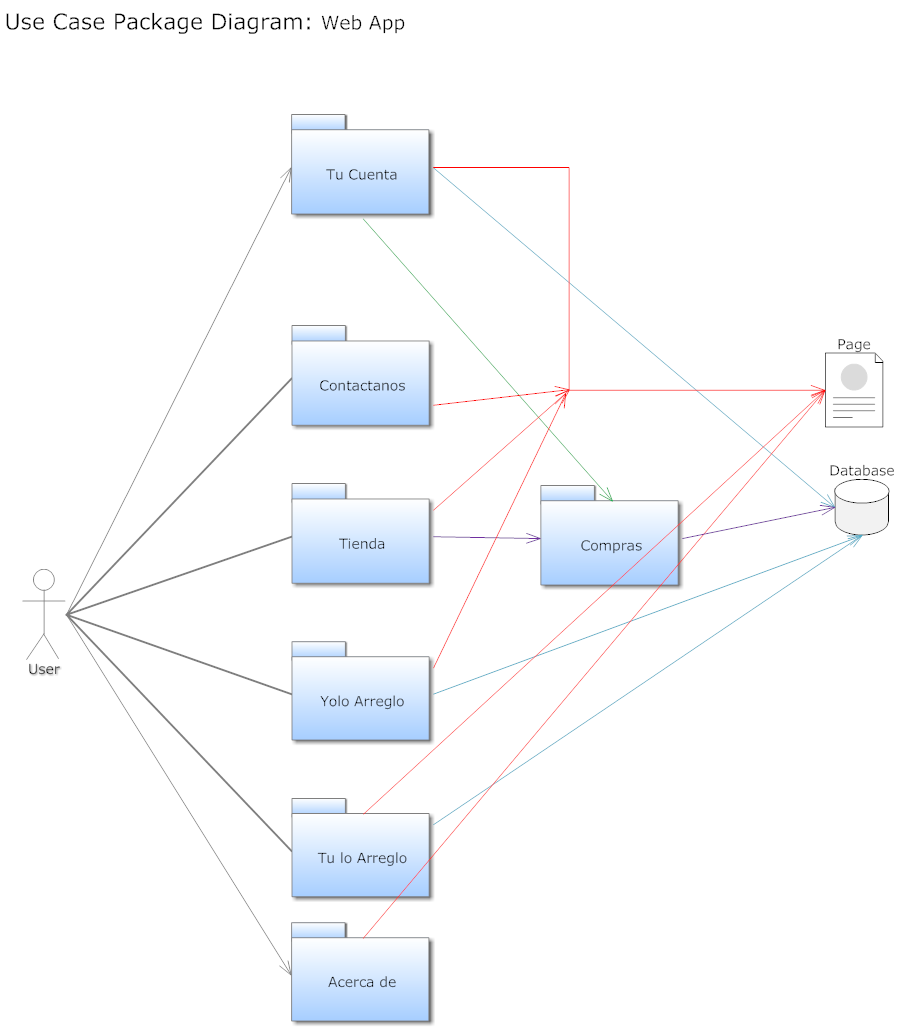 Use Case Package Diagram: Web App
Tu Cuenta
Page
Contactanos
Database
Tienda
Compras
User
Yolo Arreglo
Tu lo Arreglo
Acerca de